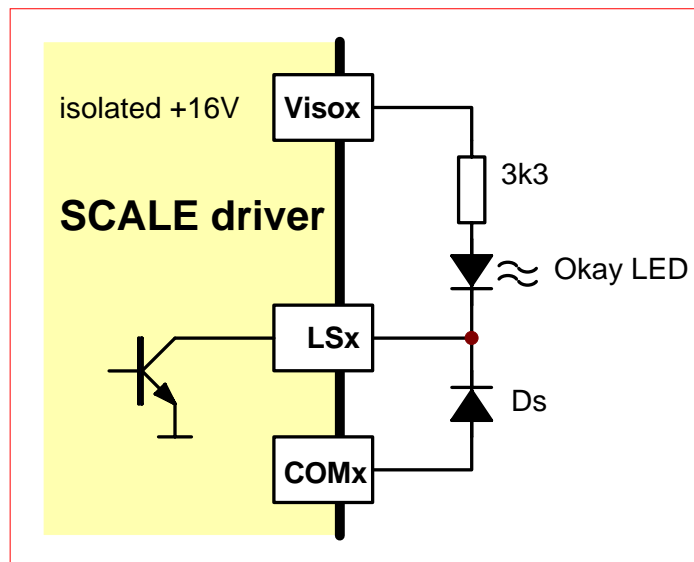 isolated +16V
Visox
3k3
SCALE driver
Okay LED
LSx
Ds
COMx